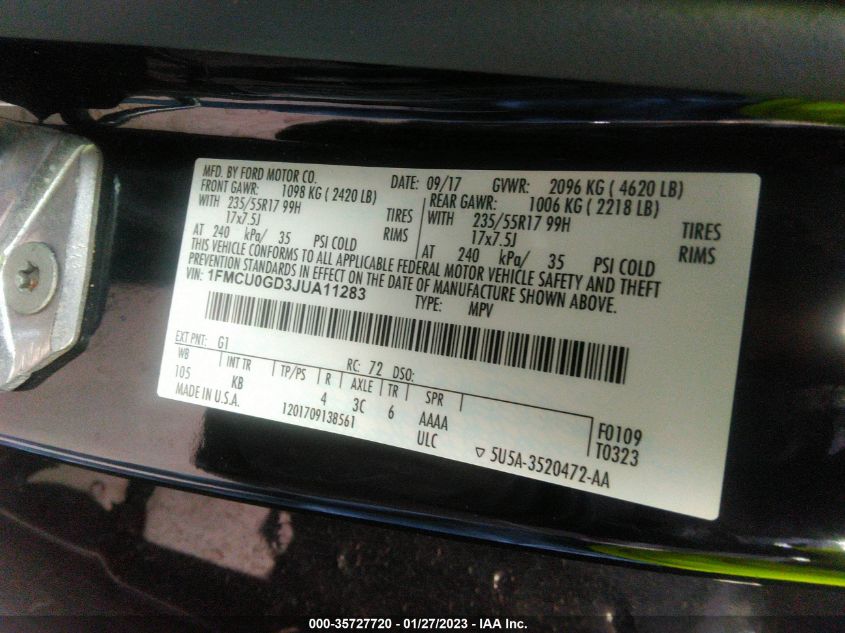 MFD. BY FORD MOTOR CO. DATE: 09/17 GVWR: 2096 KG ( 4620 LB)
FRONT GAWR: 1098 KG ( 2420 LB) REAR GAWR: 1006 KG ( 2218 LB)
WITH 235/55R17 99H TIRES WITH 235/55R17 99H TIRES
17x7.5J RIMS 17x7.5J RIMS
AT 240 kPa/ 35 PSI COLD AT 240 kPa/ 35 PSI COLD
THIS VEHICLE CONFORMS TO ALL APPLICABLE FEDERAL MOTOR VEHICLE SAFETY AND THEFT
PREVENTION STANDARDS IN EFFECT ON THE DATE OF MANUFACTURE SHOWN ABOVE.
VIN: 1FMCU0GD3JUA11283 TYPE: MPV
EXT PNT: G1 RC: 72 DSO:
WB INT TR TP/PS R AXLE TR SPR
105 KB 4 3C 6 AAAA F0109
MADE IN U.S.A. 1201709138561 ULC T0323
▽ 5U5A-3520472-AA
000-35727720 - 01/27/2023 - IAA Inc.